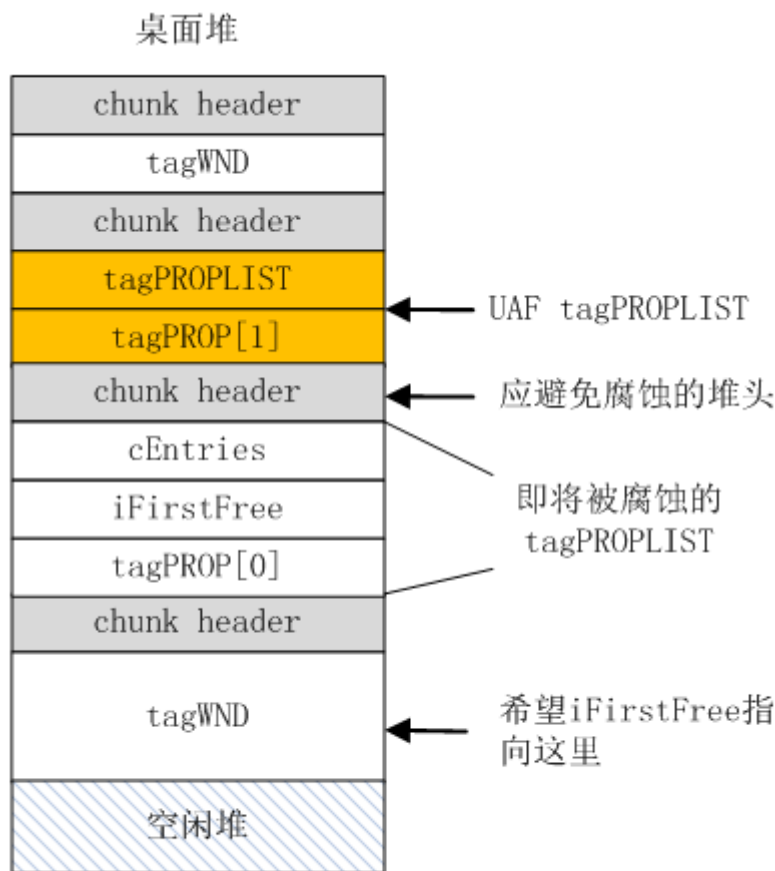 桌面堆
chunk header
tagWND
chunk header
tagPROPLIST
UAF tagPROPLIST
tagPROP[1]
chunk header
应避免腐蚀的堆头
cEntries
iFirstFree
即将被腐蚀的
tagPROPLIST
tagPROP[0]
chunk header
tagWND
希望iFirstFree指
向这里
空闲堆